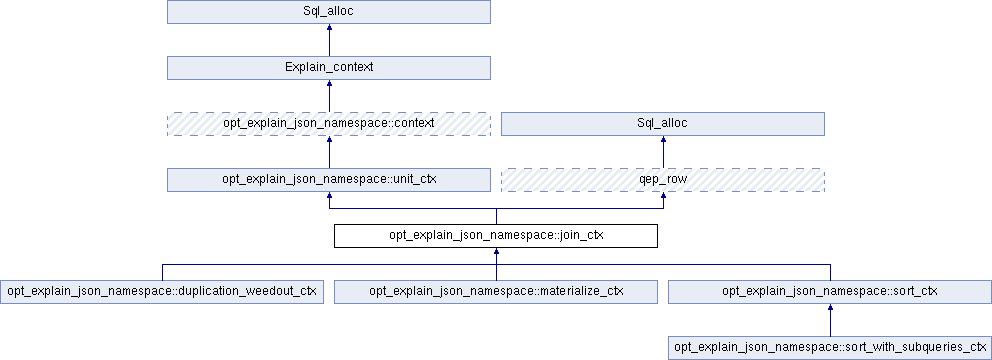 Sql_alloc
Explain_context
opt_explain_json_namespace::context
Sql_alloc
opt_explain_json_namespace::unit_ctx
qep_row
opt_explain_json_namespace::join_ctx
opt_explain_json_namespace::duplication_weedout_ctx
opt_explain_json_namespace::materialize_ctx
opt_explain_json_namespace::sort_ctx
opt_explain_json_namespace::sort_with_subqueries_ctx